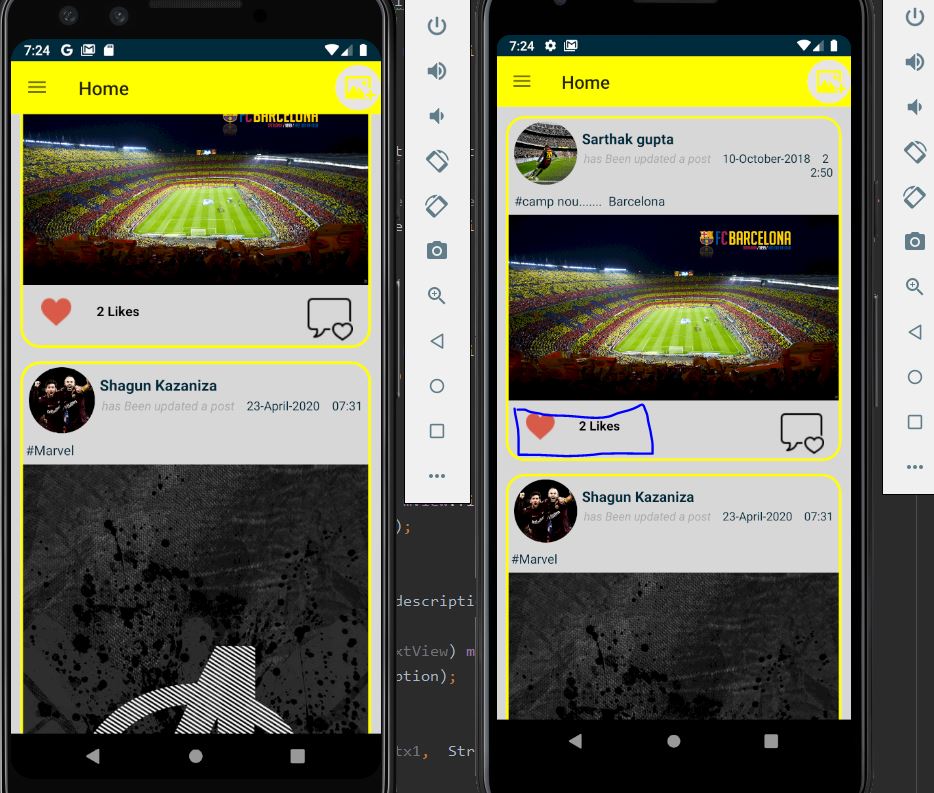 7:24
Home
FC BARCELONA
2 Likes
Shagun Kazaniza
has Been updated a post 23-April-2020 07:31
#Marvel
);
descripti
xtView) m
ption);
tx1, Str
7:24
Home
Sarthak gupta
has Been updated a post 10-October-2018 2
2:50
#camp nou....... Barcelona
FC BARCELONA
2 Likes
Shagun Kazaniza
has Been updated a post 23-April-2020 07:31
#Marvel